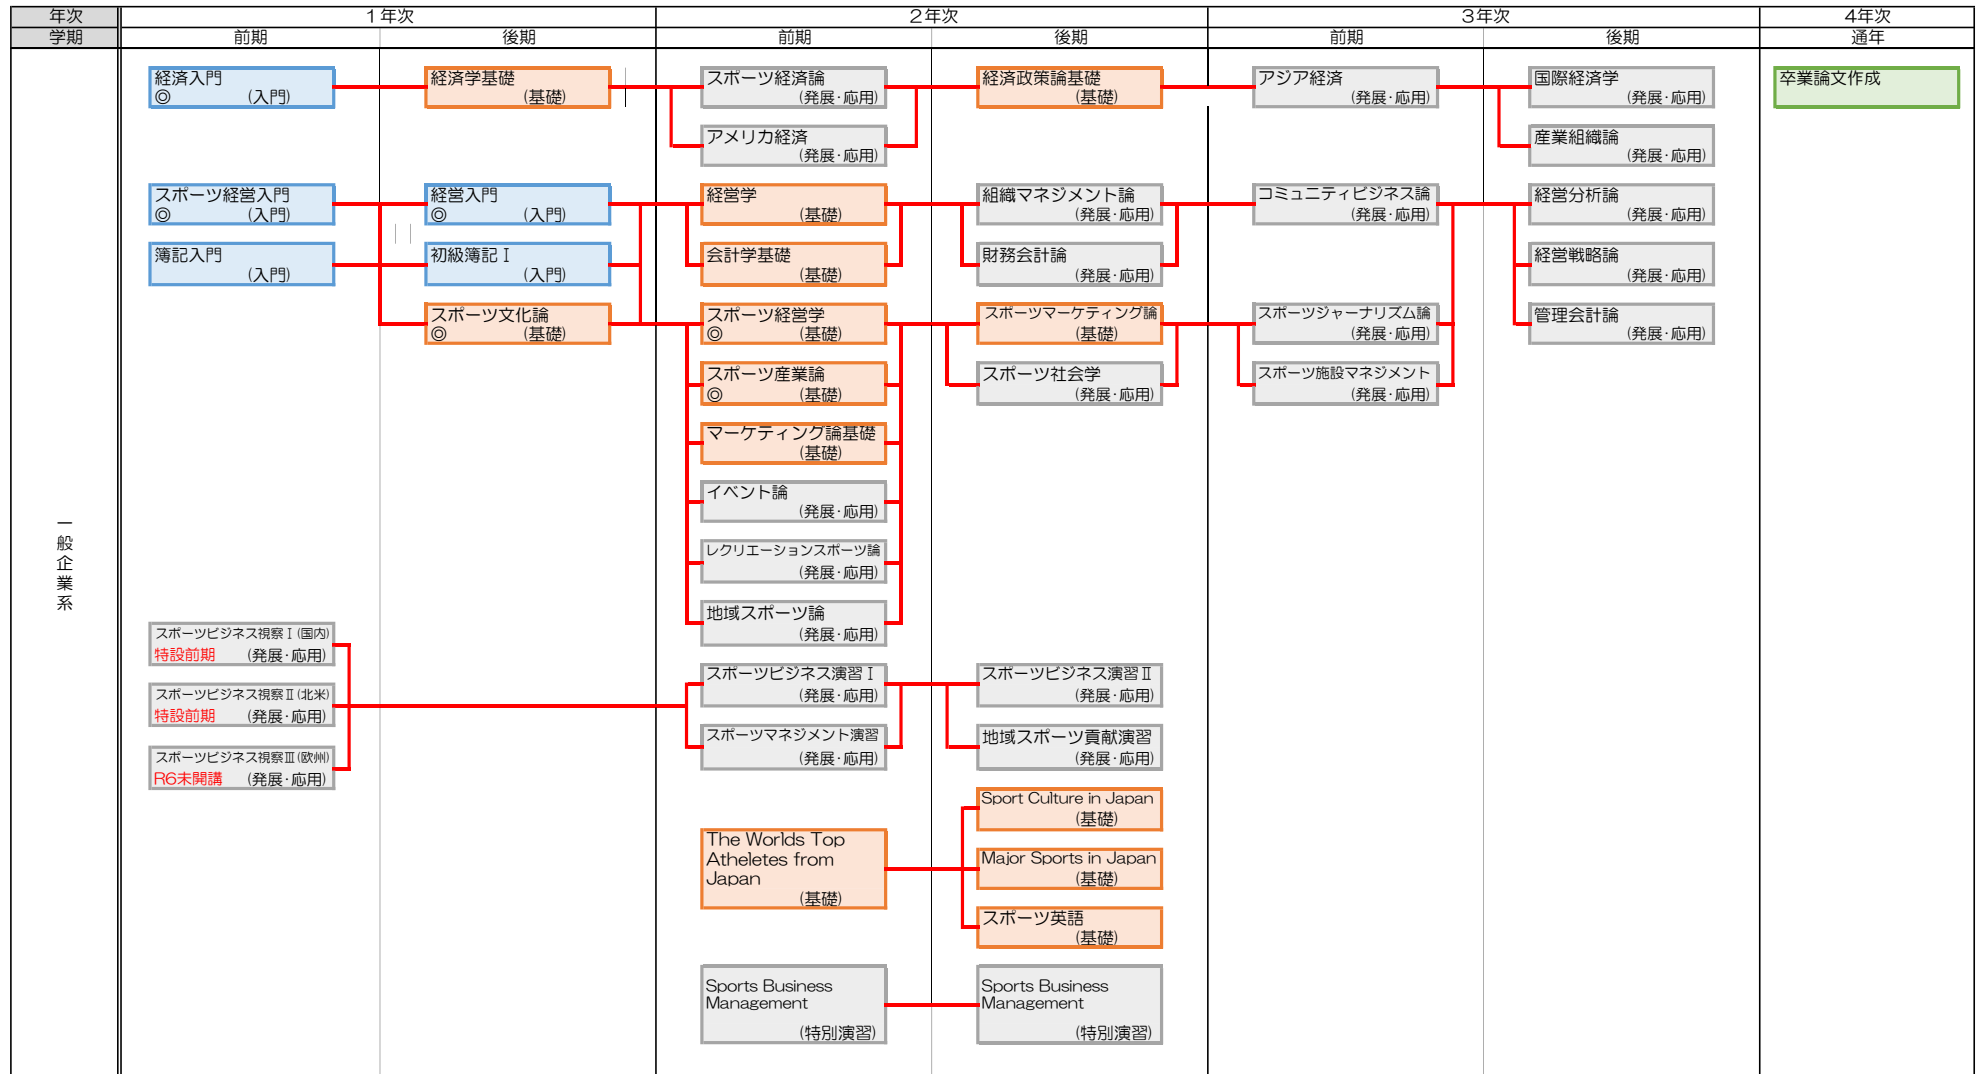 年次
1年次
2年次
3年次
4年次
学期
前期
後期
前期
後期
前期
後期
通年
一般企業系
経済入門
◎ (入門)
経済学基礎
(基礎)
スポーツ経済論
(発展・応用)
経済政策論基礎
(基礎)
アジア経済
(発展・応用)
国際経済学
(発展・応用)
卒業論文作成
アメリカ経済
(発展・応用)
産業組織論
(発展・応用)
スポーツ経営入門
◎ (入門)
経営入門
◎ (入門)
経営学
(基礎)
組織マネジメント論
(発展・応用)
コミュニティビジネス論
(発展・応用)
経営分析論
(発展・応用)
簿記入門
(入門)
初級簿記Ⅰ
(入門)
会計学基礎
(基礎)
財務会計論
(発展・応用)
経営戦略論
(発展・応用)
スポーツ文化論
◎ (基礎)
スポーツ経営学
◎ (基礎)
スポーツマーケティング論
(基礎)
スポーツジャーナリズム論
(発展・応用)
管理会計論
(発展・応用)
スポーツ産業論
◎ (基礎)
スポーツ社会学
(発展・応用)
スポーツ施設マネジメント
(発展・応用)
マーケティング論基礎
(基礎)
イベント論
(発展・応用)
レクリエーションスポーツ論
(発展・応用)
地域スポーツ論
(発展・応用)
スポーツビジネス視察Ⅰ(国内)
特設前期 (発展・応用)
スポーツビジネス視察Ⅱ(北米)
特設前期 (発展・応用)
スポーツビジネス視察Ⅲ(欧州)
R6未開講 (発展・応用)
スポーツビジネス演習Ⅰ
(発展・応用)
スポーツビジネス演習Ⅱ
(発展・応用)
スポーツマネジメント演習
(発展・応用)
地域スポーツ貢献演習
(発展・応用)
The Worlds Top
Atheletes from
Japan
(基礎)
Sport Culture in Japan
(基礎)
Major Sports in Japan
(基礎)
スポーツ英語
(基礎)
Sports Business
Management
(特別演習)
Sports Business
Management
(特別演習)